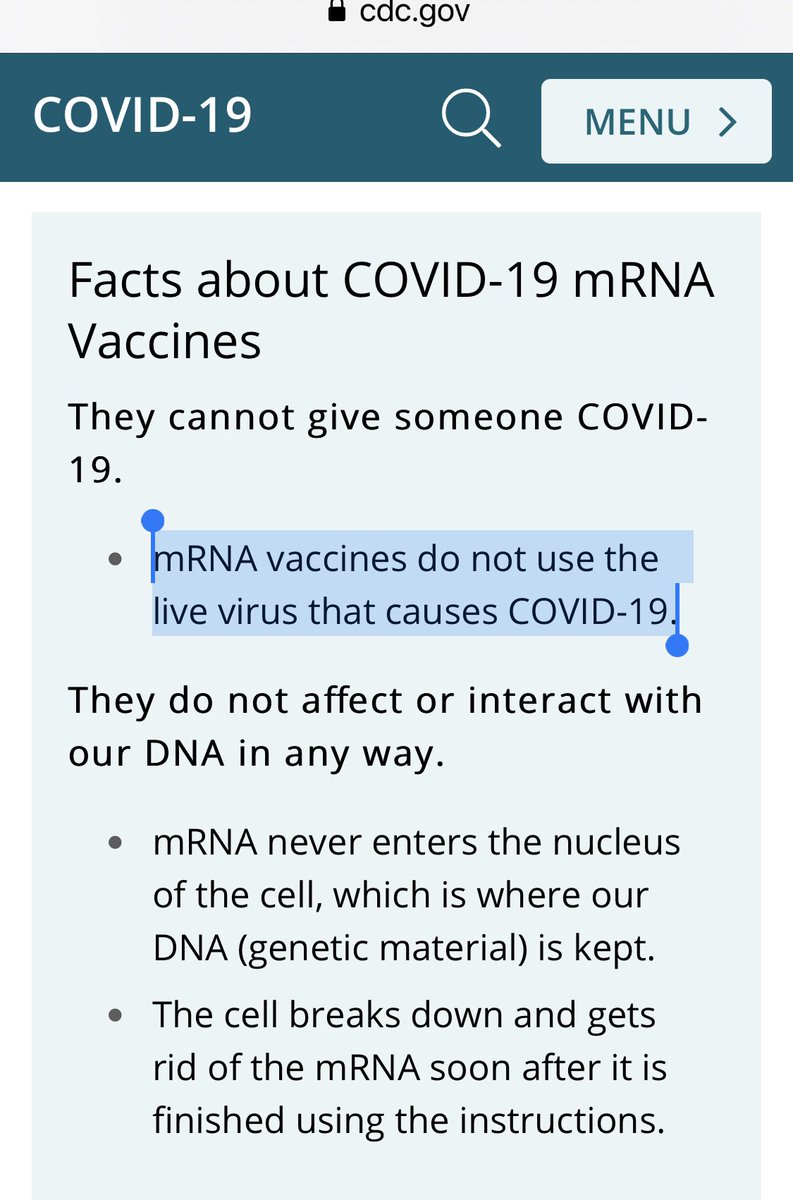 cdc.gov
COVID-19
MENU
Facts about COVID-19 mRNA
Vaccines
They cannot give someone COVID-
19.
mRNA vaccines do not use the
live virus that causes COVID-19.
They do not affect or interact with
our DNA in any way.
mRNA never enters the nucleus
of the cell, which is where our
DNA (genetic material) is kept.
The cell breaks down and gets
rid of the mRNA soon after it is
finished using the instructions.